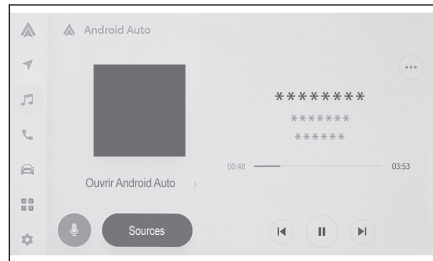 Android Auto
********
*******
******
00:48 03:53
Ouvrir Android Auto >
Sources